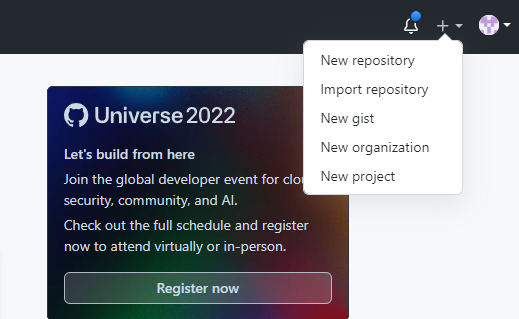 New repository
Import repository
New gist
New organization
New project
Universe 2022
Let's build from here
Join the global developer event for
security, community, and AI.
Check out the full schedule and register
now to attend virtually or in-person.
Register now